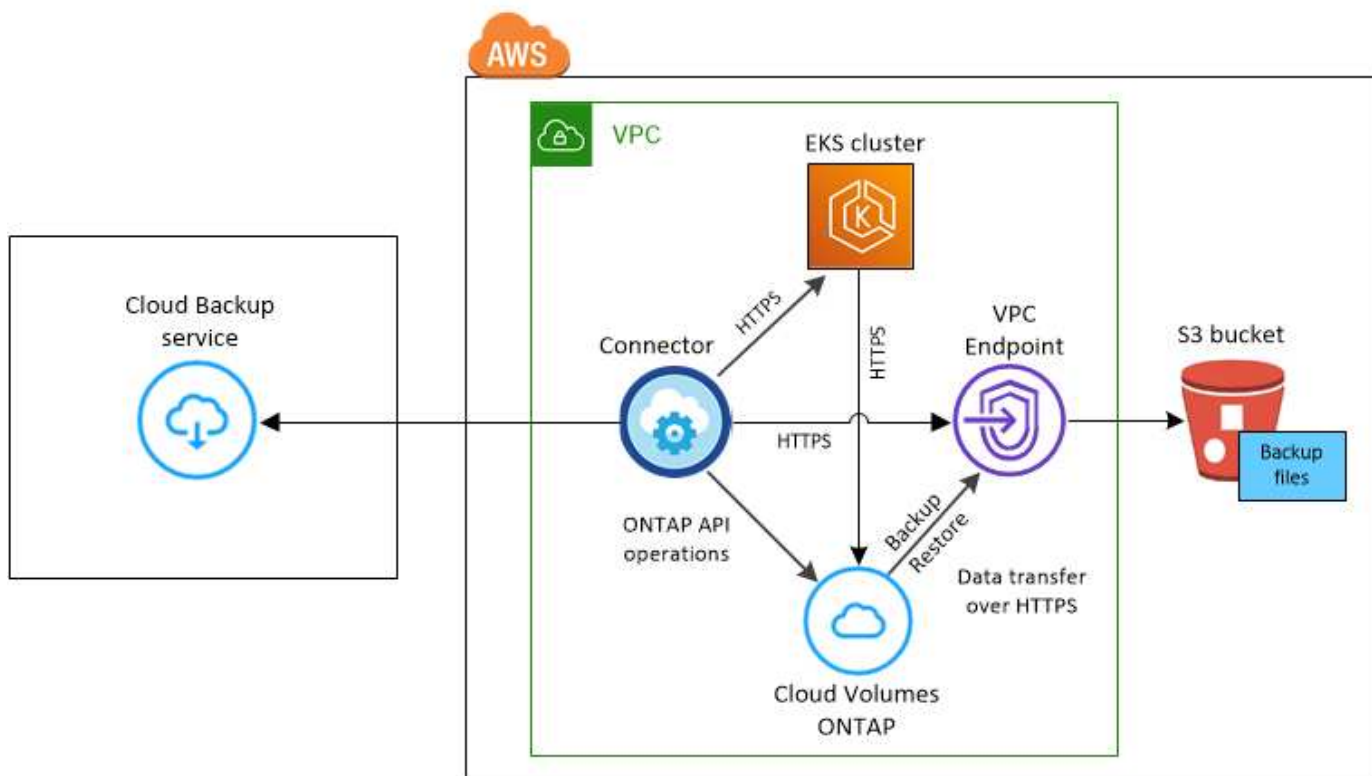 AWS
VPC
EKS cluster
K
Cloud Backup
service
Connector
HTTPS
HTTPS
VPC
Endpoint
S3 bucket
HTTPS
Backup
files
ONTAP API
operations
Backup
Restore
Data transfer
over HTTPS
Cloud Volumes
ONTAP